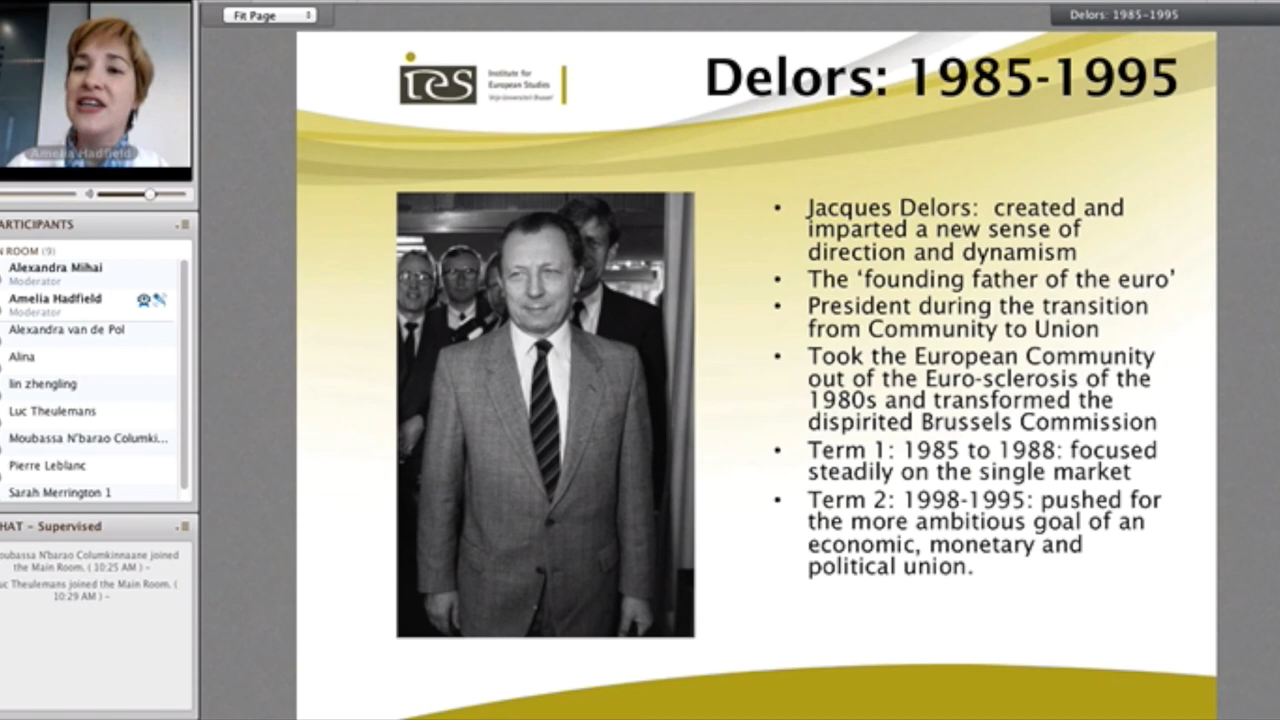 Fit Page
Delors: 1985-1995
Amelia Hadfield
ARTICIPANTS
N ROOM (9)
Alexandra Mihai
Moderator
Amelia Hadfield
Moderator
Alexandra van de Pol
Alina
lin zhengling
Luc Theulemans
Moubassa N'barao Columki...
Pierre Leblanc
Sarah Merrington 1
HAT - Supervised
oubassa N'barao Columkinnaane joined
the Main Room. ( 10:25 AM ) -
uc Theulemans joined the Main Room. (
10:29 AM ) -
ies
Institute for
European Studies
Vrije Universiteit Brussel
Delors: 1985-1995
• Jacques Delors: created and
imparted a new sense of
direction and dynamism
• The ‘founding father of the euro’
• President during the transition
from Community to Union
• Took the European Community
out of the Euro-sclerosis of the
1980s and transformed the
dispirited Brussels Commission
• Term 1: 1985 to 1988: focused
steadily on the single market
• Term 2: 1998-1995: pushed for
the more ambitious goal of an
economic, monetary and
political union.